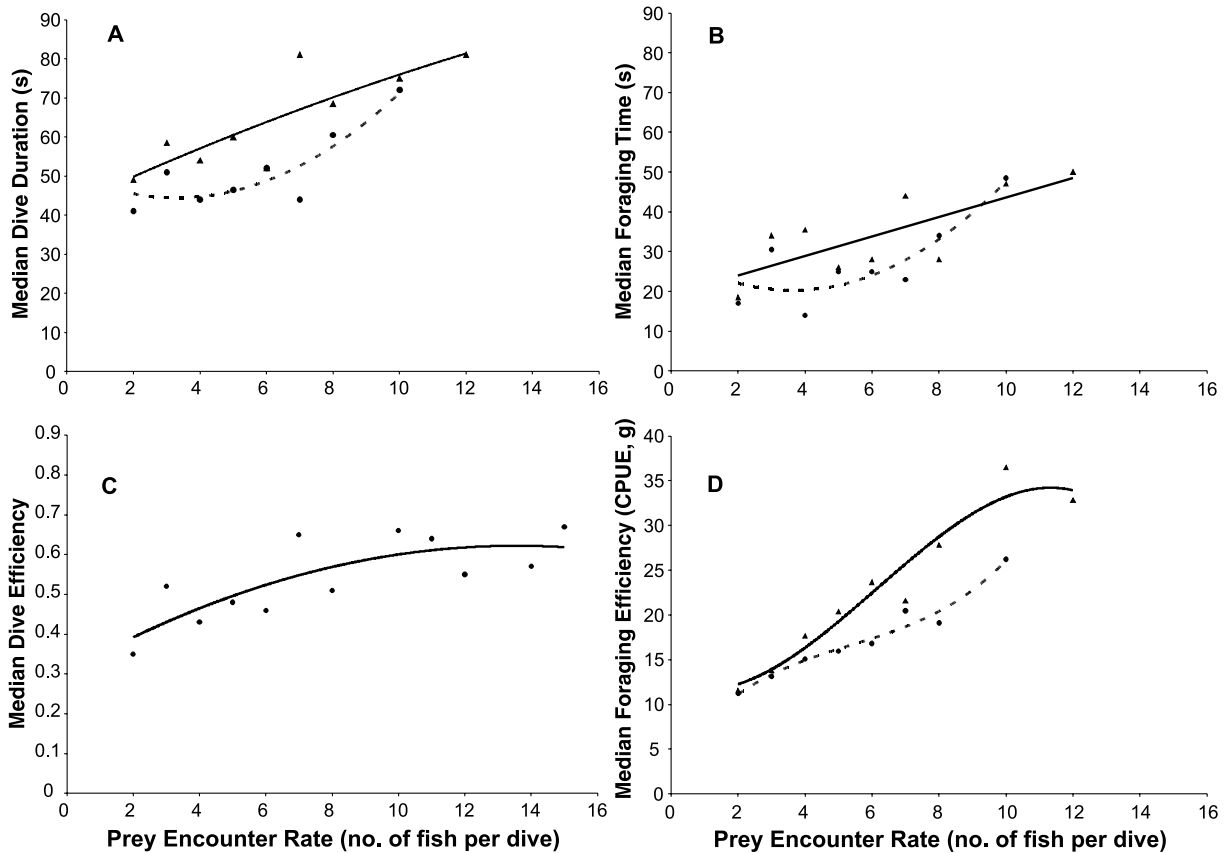 A
Median Dive Duration (s)
90
80
70
60
50
40
30
20
10
0
0 2 4 6 8 10 12 14 16
B
Median Foraging Time (s)
90
80
70
60
50
40
30
20
10
0
0 2 4 6 8 10 12 14 16
C
Median Dive Efficiency
0.9
0.8
0.7
0.6
0.5
0.4
0.3
0.2
0.1
0
0 2 4 6 8 10 12 14 16
Prey Encounter Rate (no. of fish per dive)
D
Median Foraging Efficiency (CPUE, g)
40
35
30
25
20
15
10
5
0
0 2 4 6 8 10 12 14 16
Prey Encounter Rate (no. of fish per dive)